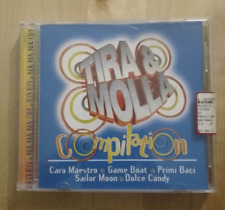 TIRA &
MOLLA
Compilation
Caro Maestro Game Boat Primi Baci
Sailor Moon Dolce Candy